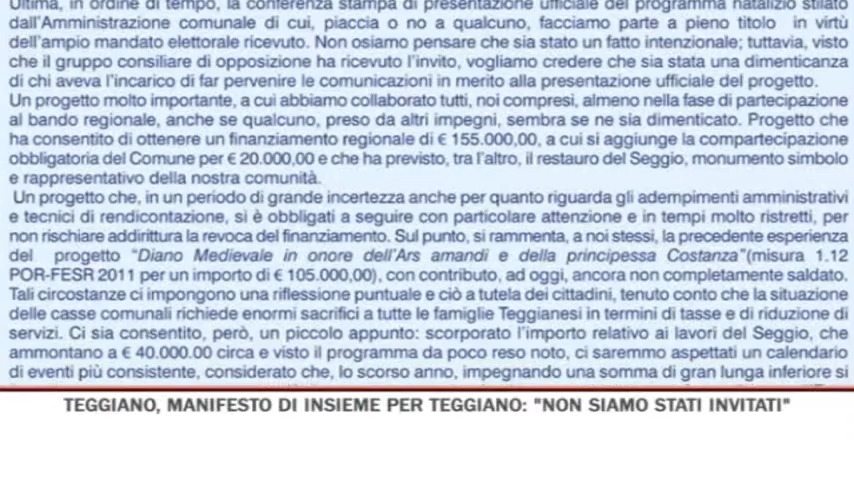 Ultima, in ordine di tempo, la conferenza stampa di presentazione ufficiale del programma natalizio stilato
dall'Amministrazione comunale di cui, piaccia o no a qualcuno, facciamo parte a pieno titolo in virtù
dell'ampio mandato elettorale ricevuto. Non osiamo pensare che sia stato un fatto intenzionale; tuttavia, visto
che il gruppo consiliare di opposizione ha ricevuto l'invito, vogliamo credere che sia stata una dimenticanza
di chi aveva l'incarico di far pervenire le comunicazioni in merito alla presentazione ufficiale del progetto.
Un progetto molto importante, a cui abbiamo collaborato tutti, noi compresi, almeno nella fase di partecipazione
al bando regionale, anche se qualcuno, preso da altri impegni, sembra se ne sia dimenticato. Progetto che
ha consentito di ottenere un finanziamento regionale di € 155.000,00, a cui si aggiunge la compartecipazione
obbligatoria del Comune per € 20.000,00 e che ha previsto, tra l'altro, il restauro del Seggio, monumento simbolo
e rappresentativo della nostra comunità.
Un progetto che, in un periodo di grande incertezza anche per quanto riguarda gli adempimenti amministrativi
e tecnici di rendicontazione, si è obbligati a seguire con particolare attenzione e in tempi molto ristretti, per
non rischiare addirittura la revoca del finanziamento. Sul punto, si rammenta, a noi stessi, la precedente esperienza
del progetto "Diano Medievale in onore dell'Ars amandi e della principessa Costanza"(misura 1.12
POR-FESR 2011 per un importo di € 105.000,00), con contributo, ad oggi, ancora non completamente saldato.
Tali circostanze ci impongono una riflessione puntuale e ciò a tutela dei cittadini, tenuto conto che la situazione
delle casse comunali richiede enormi sacrifici a tutte le famiglie Teggianesi in termini di tasse e di riduzione di
servizi. Ci sia consentito, però, un piccolo appunto: scorporato l'importo relativo ai lavori del Seggio, che
ammontano a € 40.000.00 circa e visto il programma da poco reso noto, ci saremmo aspettati un calendario
di eventi più consistente, considerato che, lo scorso anno, impegnando una somma di gran lunga inferiore si
TEGGIANO, MANIFESTO DI INSIEME PER TEGGIANO: "NON SIAMO STATI INVITATI"